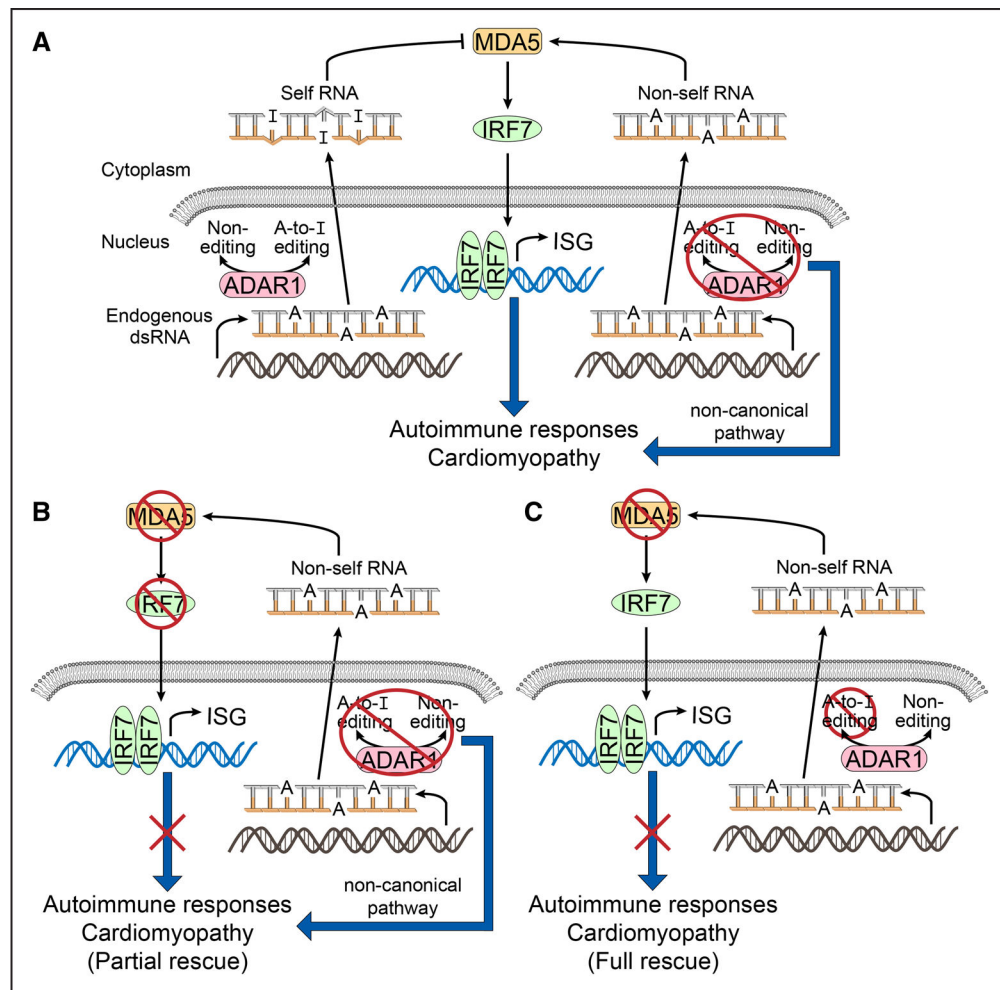 A
MDA5
Self RNA
Non-self RNA
I
I
I
IRF7
A
A
A
Cytoplasm
Nucleus
Non-
editing
A-to-I
editing
ADAR1
IRF7
IRF7
ISG
A-to-I
editing
Non-
editing
ADAR1
Endogenous
dsRNA
A
A
A
A
A
A
non-canonical
pathway
Autoimmune responses
Cardiomyopathy
B
MDA5
Non-self RNA
IRF7
A
A
A
IRF7
IRF7
ISG
A-to-I
editing
Non-
editing
ADAR1
A
A
A
non-canonical
pathway
Autoimmune responses
Cardiomyopathy
(Partial rescue)
C
MDA5
Non-self RNA
IRF7
A
A
A
IRF7
IRF7
ISG
A-to-I
editing
Non-
editing
ADAR1
A
A
A
Autoimmune responses
Cardiomyopathy
(Full rescue)